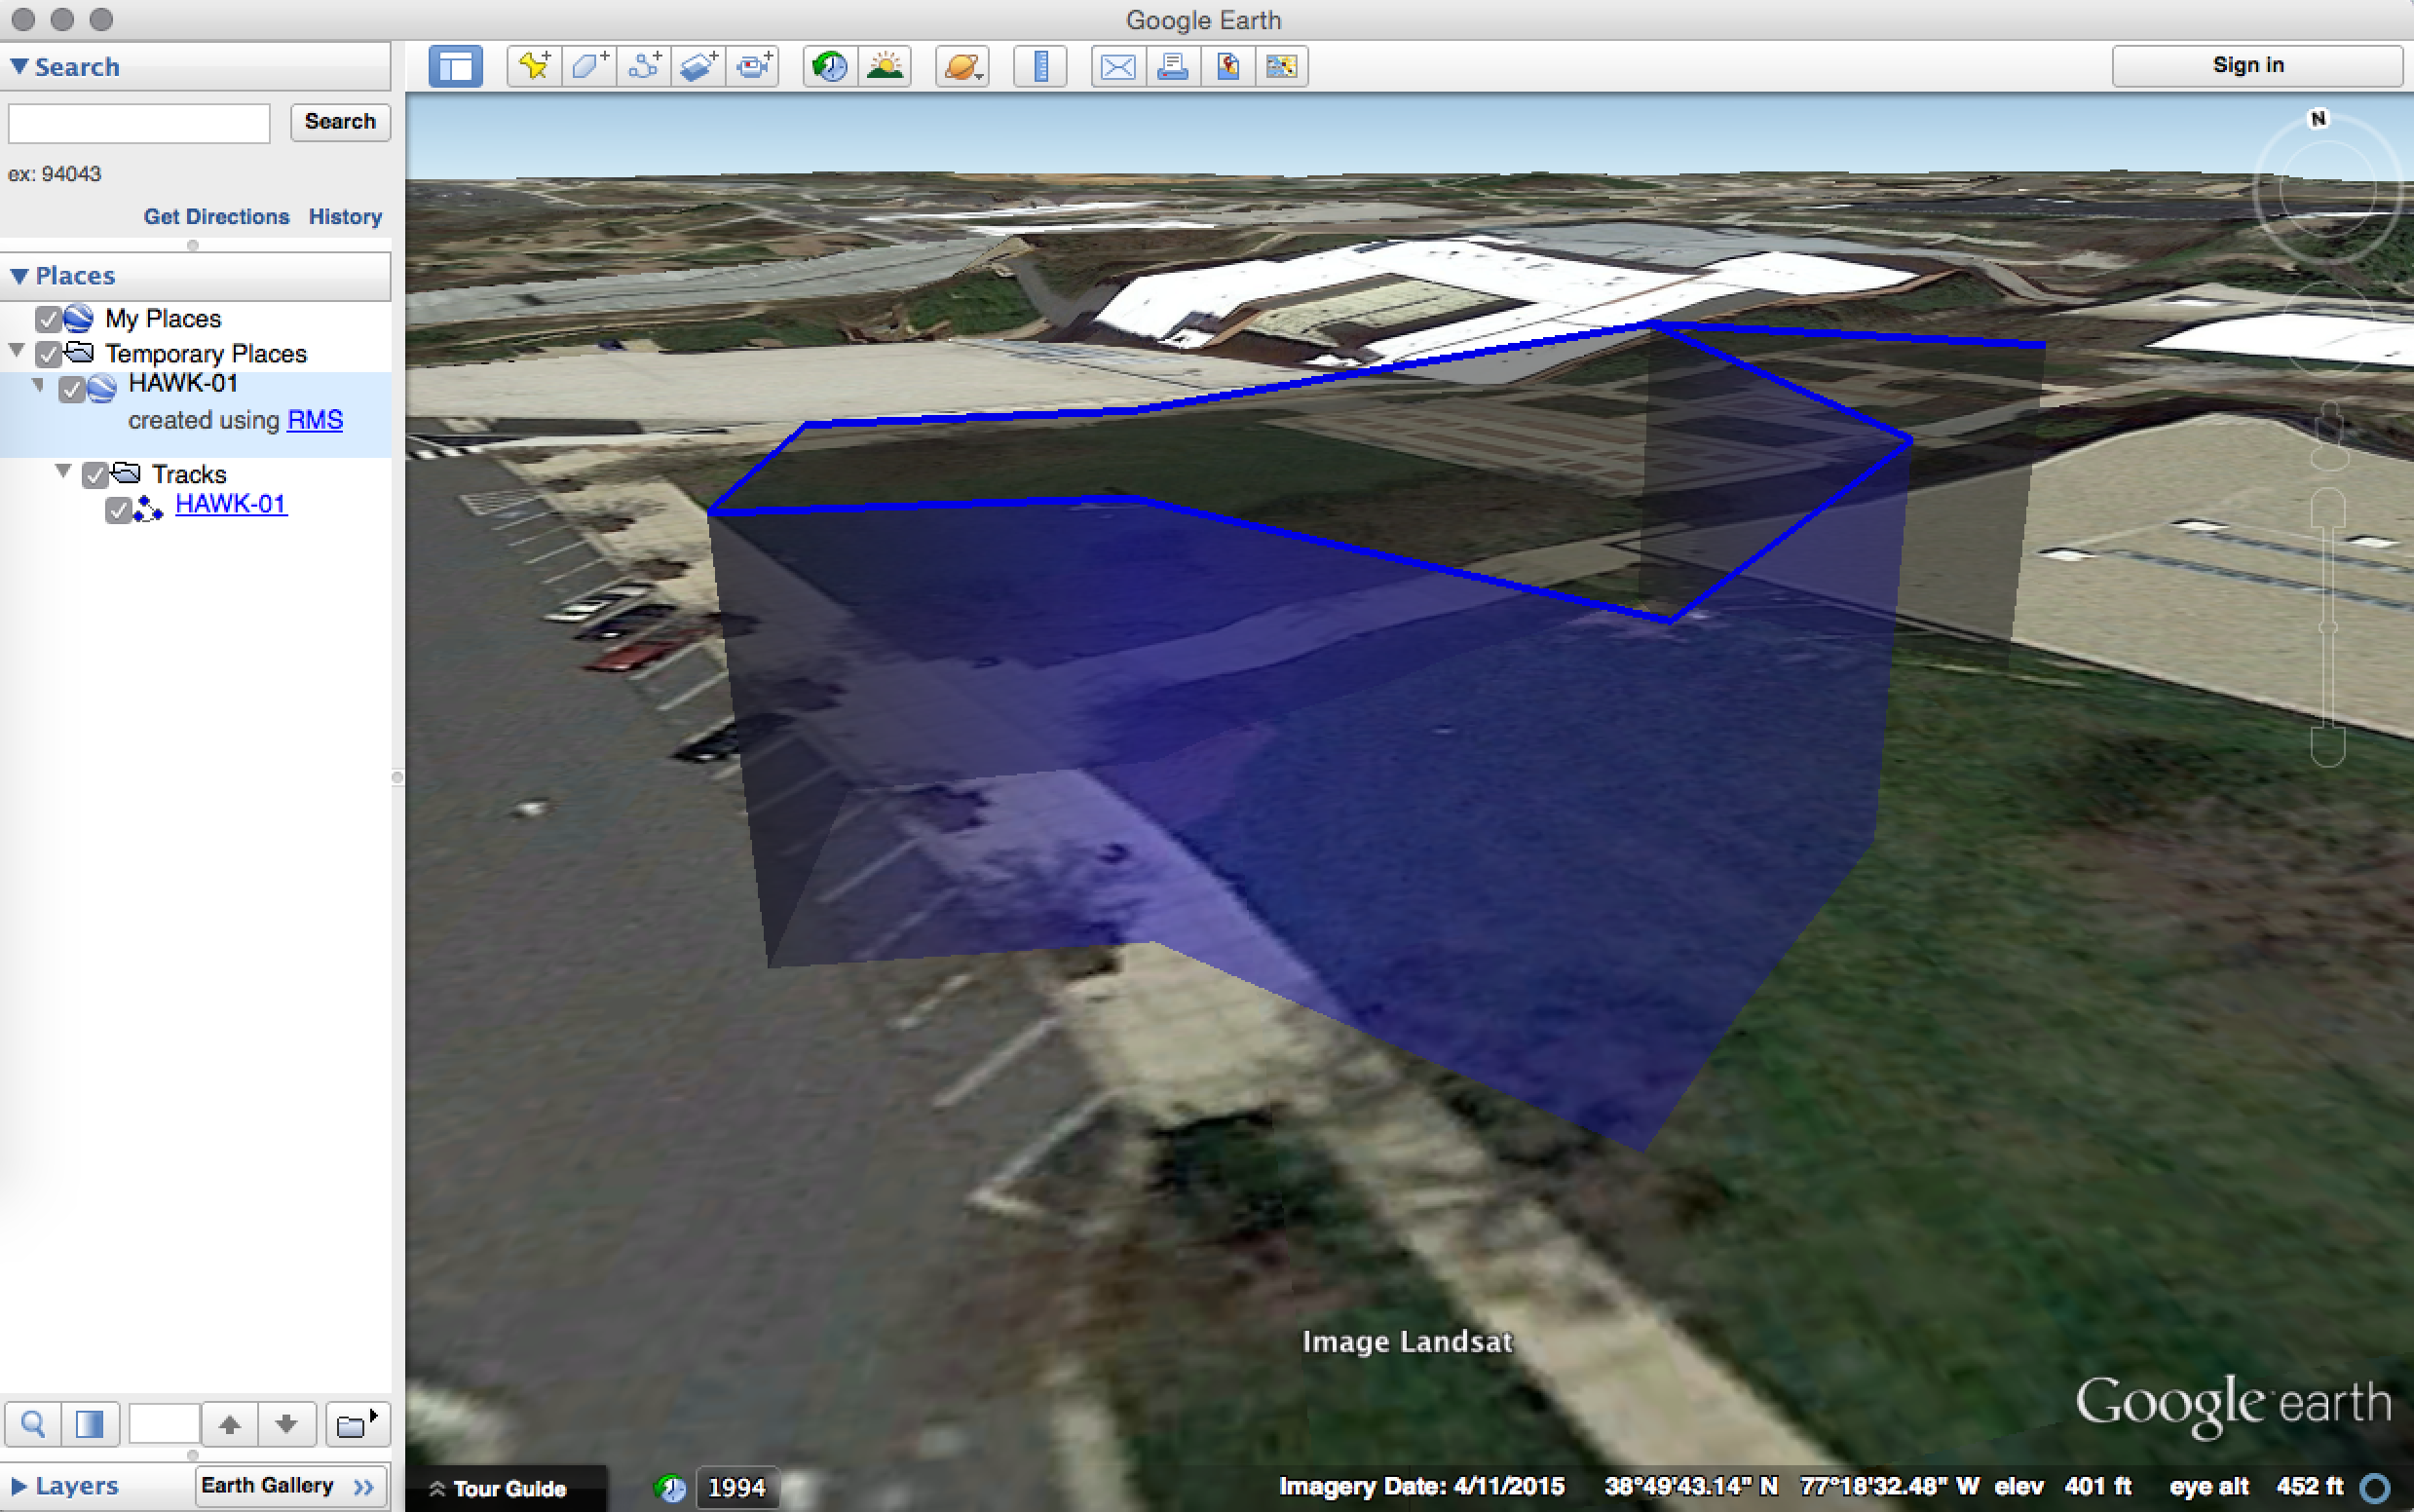 Google Earth
Search
Sign in
Search
ex: 94043
Get Directions History
N
Places
My Places
Temporary Places
HAWK-01
created using RMS
Tracks
HAWK-01
Image Landsat
Google earth
Layers
Earth Gallery >>
Tour Guide
1994
Imagery Date: 4/11/2015 38°49'43.14" N 77°18'32.48" W elev 401 ft eye alt 452 ft